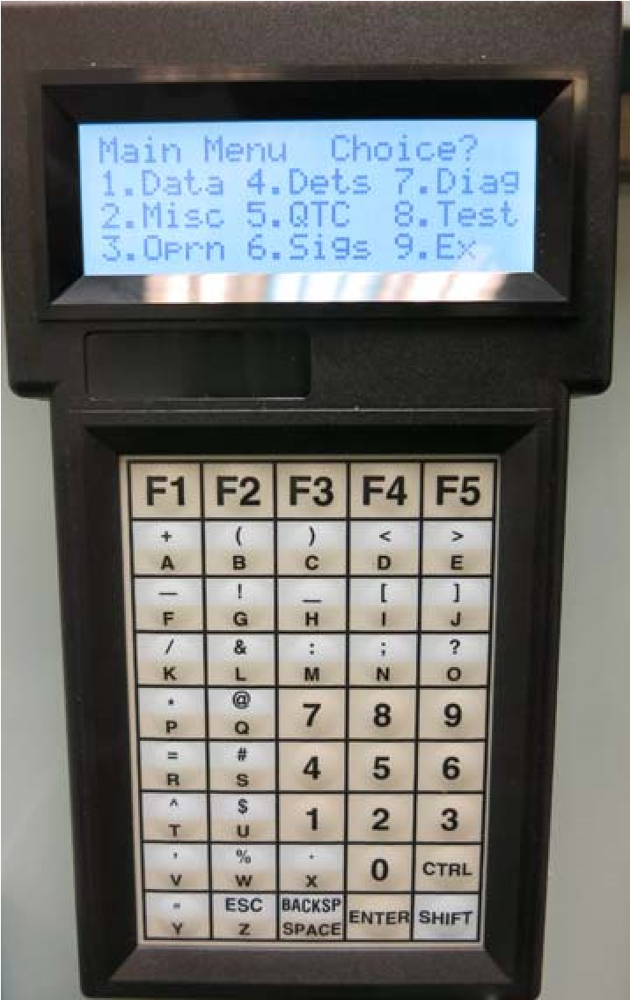 Main Menu  Choice?
1.Data 4.Dets 7.Diag
2.Misc 5.QTC  8.Test
3.Oprn 6.Sigs 9.Ex
F1 F2 F3 F4 F5
+ ( ) < >
A B C D E
— ! _ [ ]
F G H I J
/ & : ; ?
K L M N O
@
P Q 7 8 9
= #
R S 4 5 6
^ $
T U 1 2 3
%
V W X 0 CTRL
ESC BACKSP
Y Z SPACE ENTER SHIFT